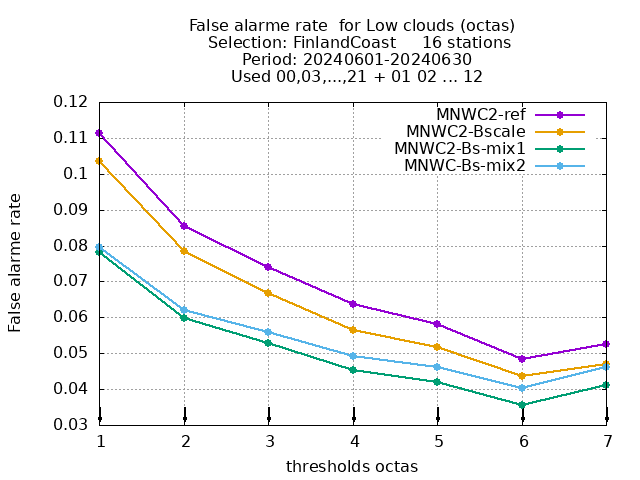 False alarme rate  for Low clouds (octas)
Selection: FinlandCoast     16 stations
Period: 20240601-20240630
Used 00,03,...,21 + 01 02 ... 12
MNWC2-ref
MNWC2-Bscale
MNWC2-Bs-mix1
MNWC-Bs-mix2
False alarme rate
0.12
0.11
0.1
0.09
0.08
0.07
0.06
0.05
0.04
0.03
1 2 3 4 5 6 7
thresholds octas